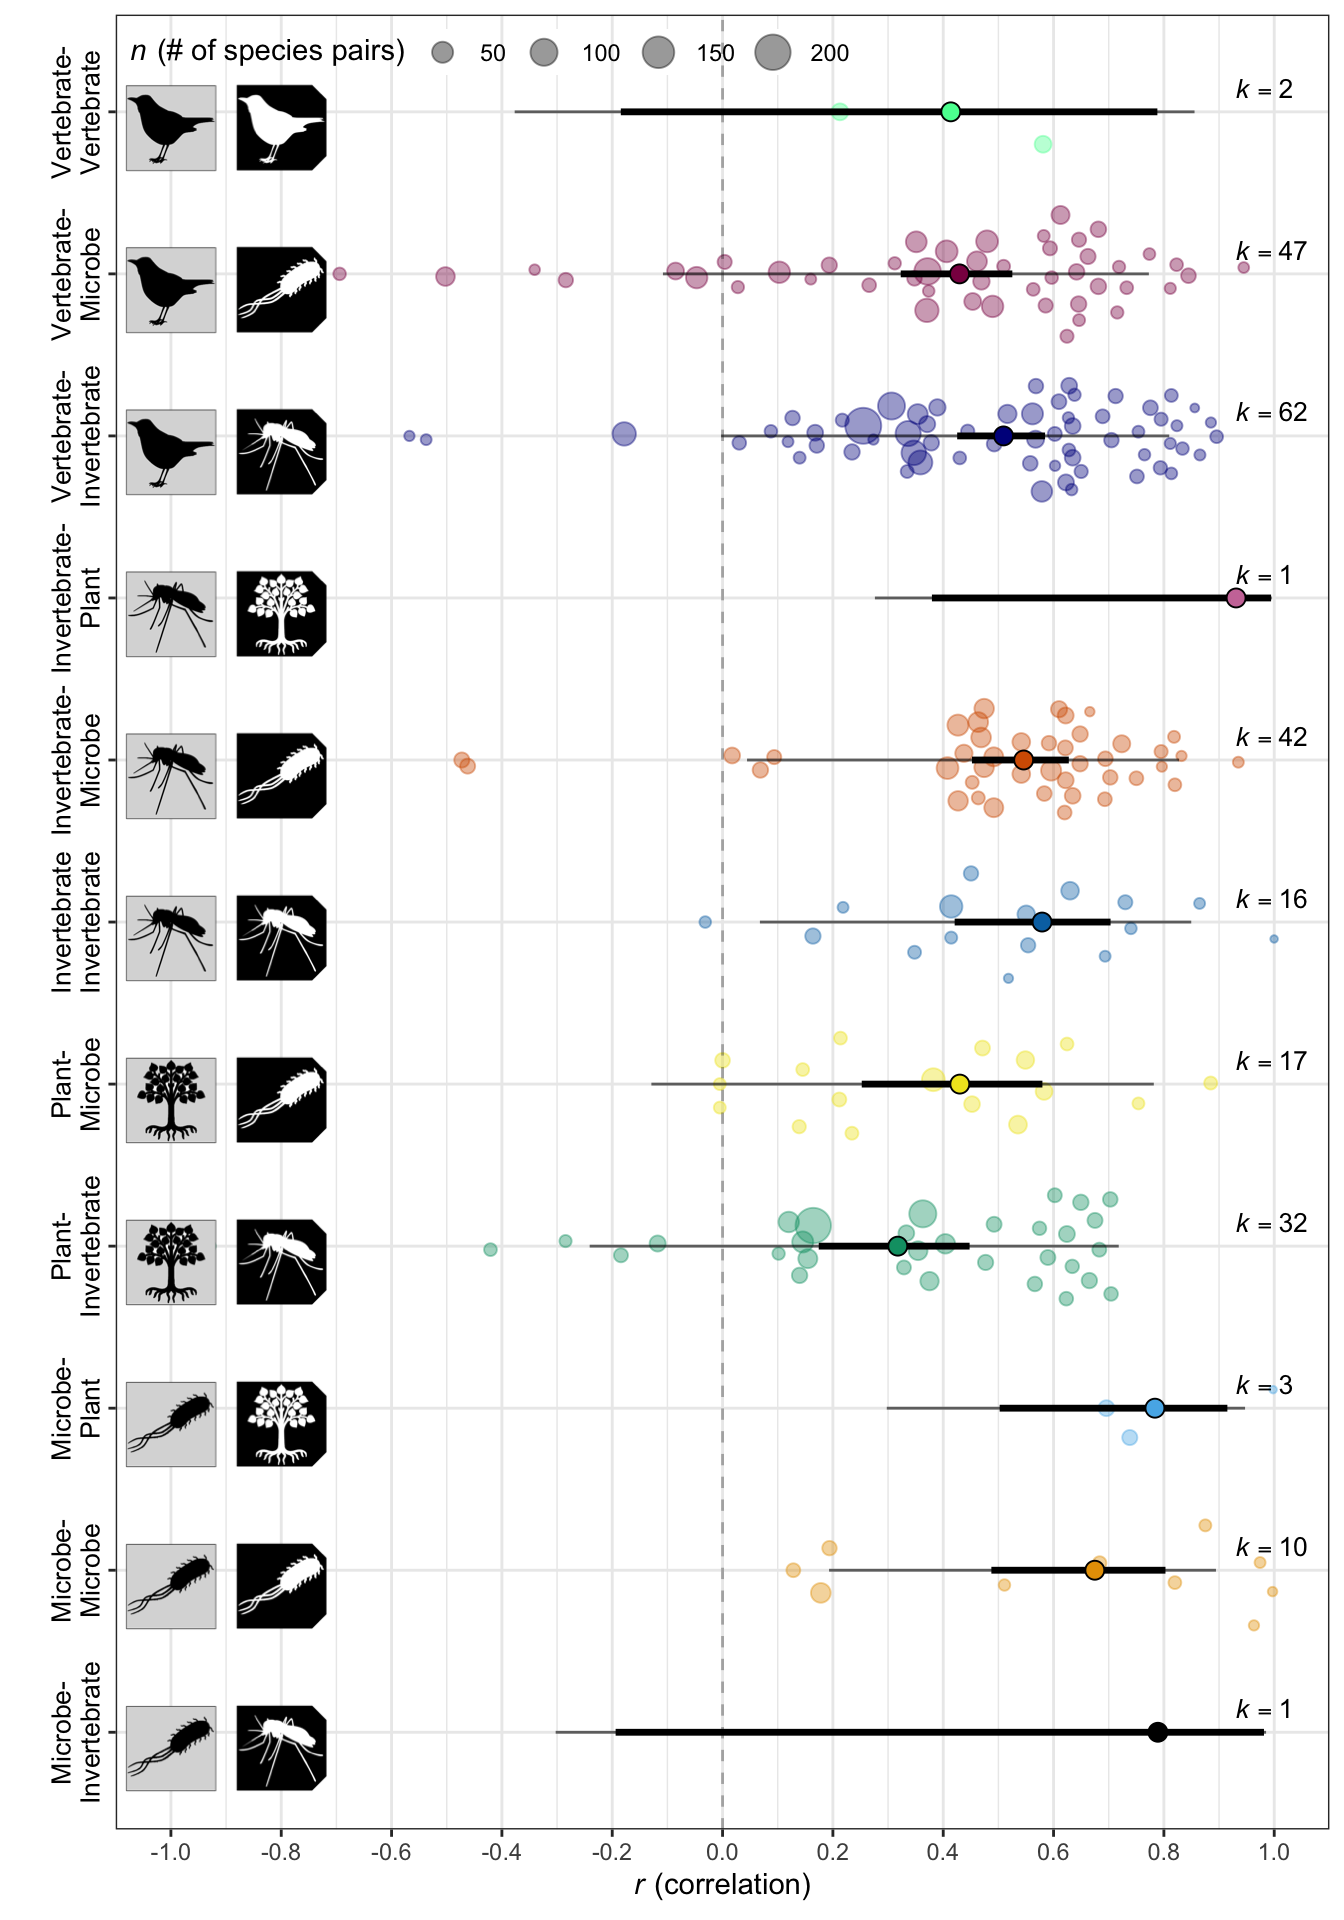 n (# of species pairs) 50 100 150 200
Vertebrate-
Vertebrate
k = 2
Vertebrate-
Microbe
k = 47
Vertebrate-
Invertebrate
k = 62
Invertebrate-
Plant
k = 1
Invertebrate-
Microbe
k = 42
Invertebrate
Invertebrate
k = 16
Plant-
Microbe
k = 17
Plant-
Invertebrate
k = 32
Microbe-
Plant
k = 3
Microbe-
Microbe
k = 10
Microbe-
Invertebrate
k = 1
-1.0 -0.8 -0.6 -0.4 -0.2 0.0 0.2 0.4 0.6 0.8 1.0
r (correlation)